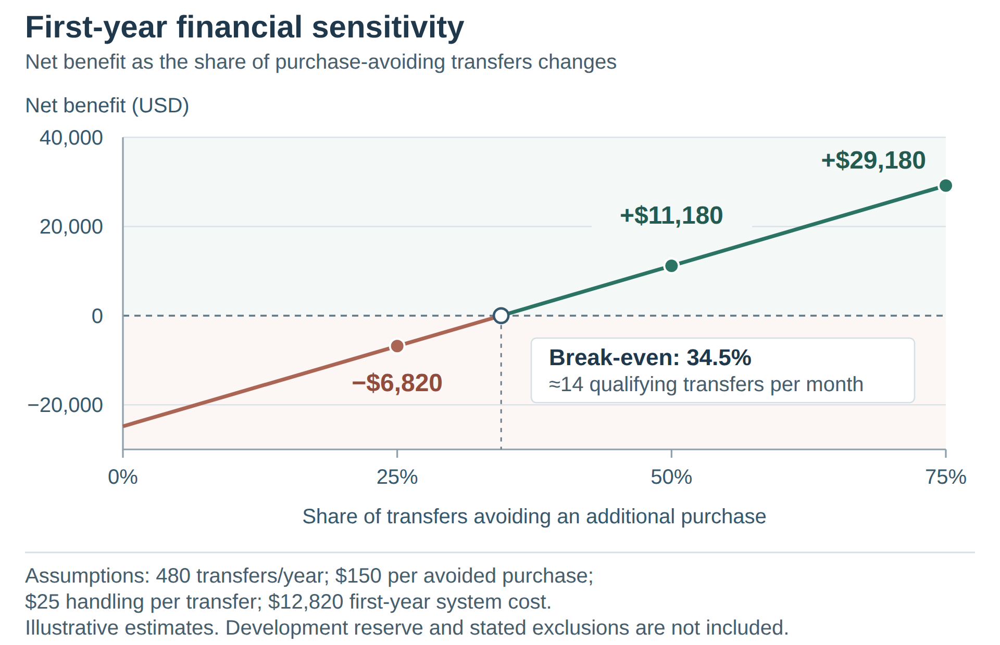 First-year financial sensitivity
Net benefit as the share of purchase-avoiding transfers changes
Net benefit (USD)
40,000
+$29,180
+$11,180
20,000
0
Break-even: 34.5%
−$6,820
≈14 qualifying transfers per month
−20,000
0%
25%
50%
75%
Share of transfers avoiding an additional purchase
Assumptions: 480 transfers/year; $150 per avoided purchase;
$25 handling per transfer; $12,820 first-year system cost.
Illustrative estimates. Development reserve and stated exclusions are not included.